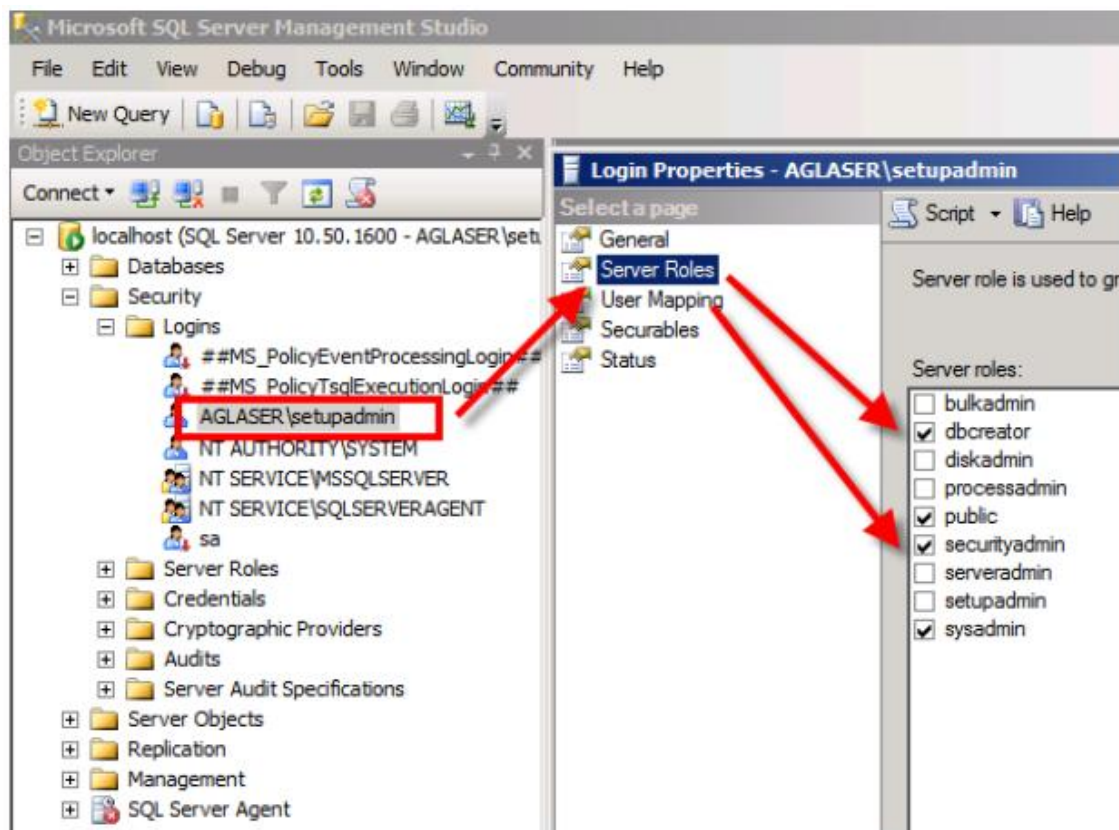 Microsoft SQL Server Management Studio
File Edit View Debug Tools Window Community Help
New Query
Object Explorer
Connect
localhost (SQL Server 10.50.1600 - AGLASER\setu
Databases
Security
Logins
##MS_PolicyEventProcessingLogin##
##MS_PolicyTsqlExecutionLogin##
AGLASER\setupadmin
NT AUTHORITY\SYSTEM
NT SERVICE\MSSQLSERVER
NT SERVICE\SQLSERVERAGENT
sa
Server Roles
Credentials
Cryptographic Providers
Audits
Server Audit Specifications
Server Objects
Replication
Management
SQL Server Agent
Login Properties - AGLASER\setupadmin
Select a page
General
Server Roles
User Mapping
Securables
Status
Script Help
Server role is used to gr
Server roles:
bulkadmin
dbcreator
diskadmin
processadmin
public
securityadmin
serveradmin
setupadmin
sysadmin